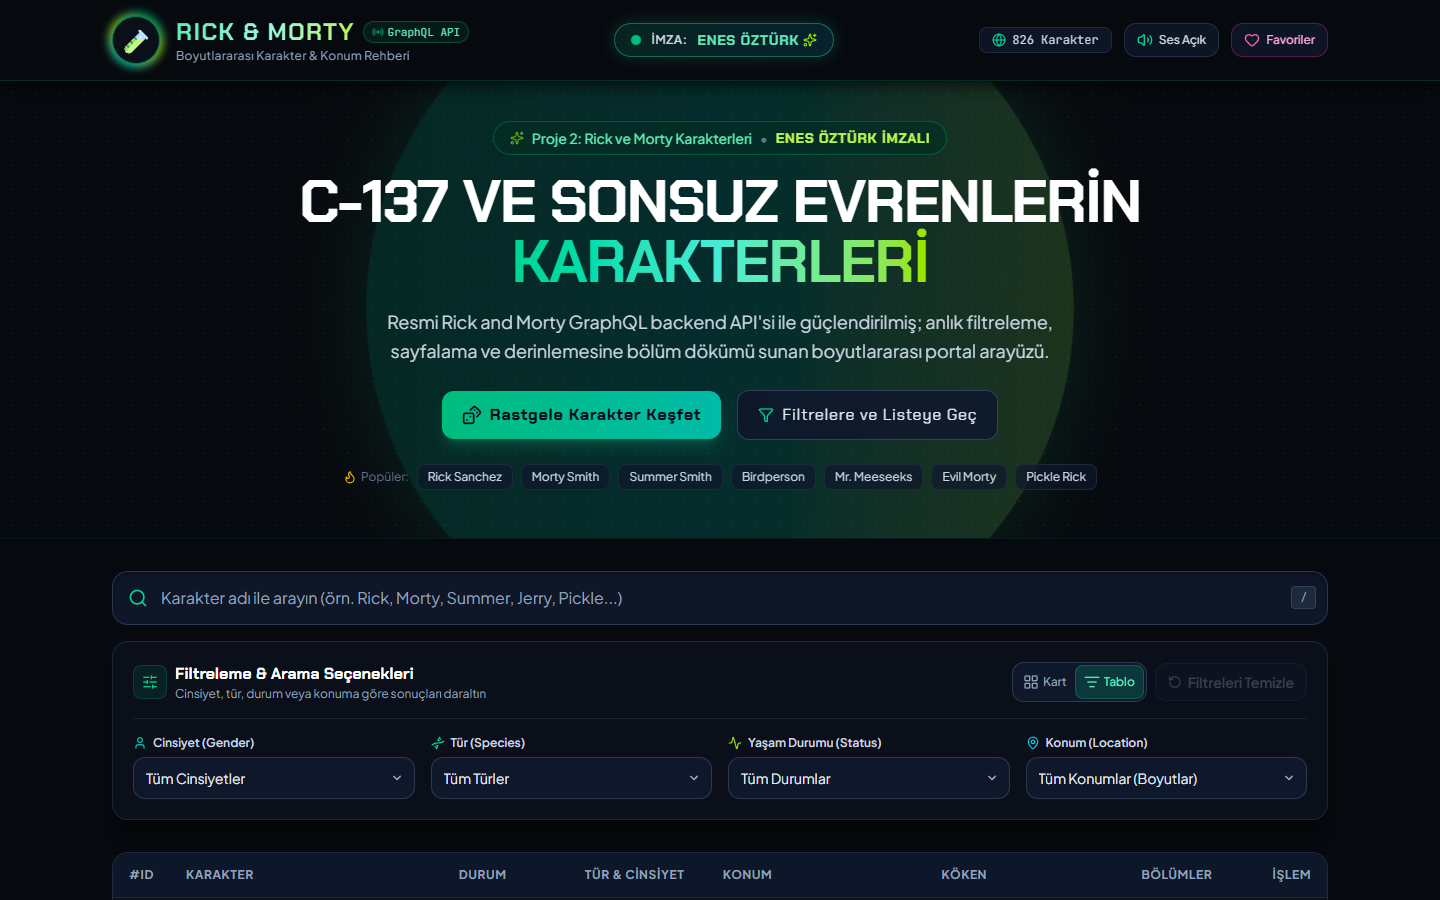 RICK & MORTY
GraphQL API
Boyutlararası Karakter & Konum Rehberi
İMZA: ENES ÖZTÜRK
826 Karakter
Ses Açık
Favoriler
Proje 2: Rick ve Morty Karakterleri • ENES ÖZTÜRK İMZALI
C-137 VE SONSUZ EVRENLERİN
KARAKTERLERİ
Resmi Rick and Morty GraphQL backend API'si ile güçlendirilmiş; anlık filtreleme,
sayfalama ve derinlemesine bölüm dökümü sunan boyutlararası portal arayüzü.
Rastgele Karakter Keşfet
Filtrelere ve Listeye Geç
Popüler: Rick Sanchez Morty Smith Summer Smith Birdperson Mr. Meeseeks Evil Morty Pickle Rick
Karakter adı ile arayın (örn. Rick, Morty, Summer, Jerry, Pickle...) /
Filtreleme & Arama Seçenekleri
Cinsiyet, tür, durum veya konuma göre sonuçları daraltın
Kart Tablo Filtreleri Temizle
Cinsiyet (Gender) Tür (Species) Yaşam Durumu (Status) Konum (Location)
Tüm Cinsiyetler Tüm Türler Tüm Durumlar Tüm Konumlar (Boyutlar)
#ID KARAKTER DURUM TÜR & CİNSİYET KONUM KÖKEN BÖLÜMLER İŞLEM